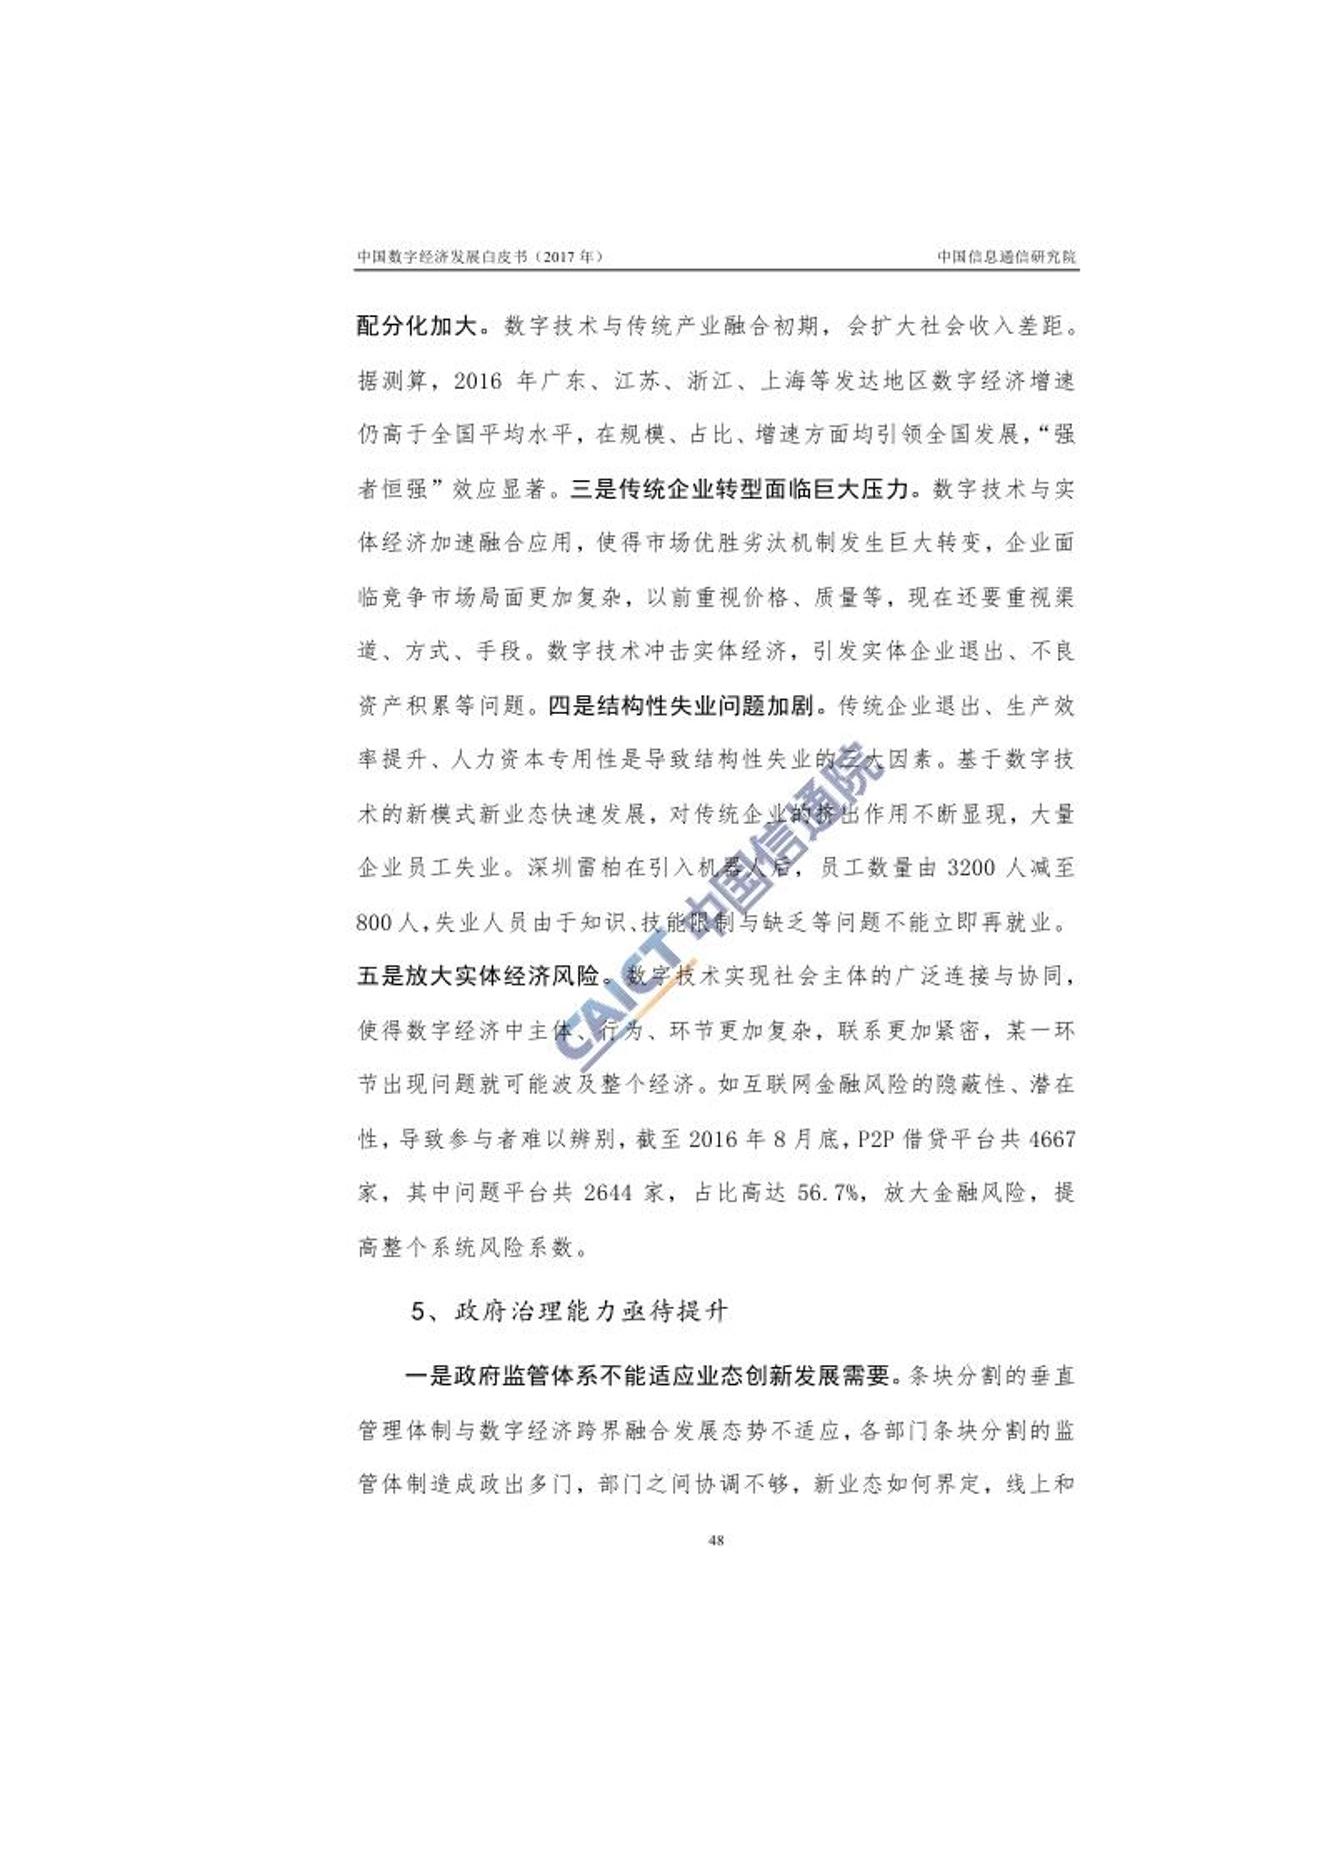 中国数字经济发展白皮书（2017 年）
中国信息通信研究院
配分化加大。数字技术与传统产业融合初期，会扩大社会收入差距。
据测算，2016 年广东、江苏、浙江、上海等发达地区数字经济增速
仍高于全国平均水平，在规模、占比、增速方面均引领全国发展，“强
者恒强”效应显著。三是传统企业转型面临巨大压力。数字技术与实
体经济加速融合应用，使得市场优胜劣汰机制发生巨大转变，企业面
临竞争市场局面更加复杂，以前重视价格、质量等，现在还要重视渠
道、方式、手段。数字技术冲击实体经济，引发实体企业退出、不良
资产积累等问题。四是结构性失业问题加剧。传统企业退出、生产效
率提升、人力资本专用性是导致结构性失业的三大因素。基于数字技
术的新模式新业态快速发展，对传统企业的挤出作用不断显现，大量
企业员工失业。深圳雷柏在引入机器人后，员工数量由 3200 人减至
800 人，失业人员由于知识、技能限制与缺乏等问题不能立即再就业。
五是放大实体经济风险。数字技术实现社会主体的广泛连接与协同，
使得数字经济中主体、行为、环节更加复杂，联系更加紧密，某一环
节出现问题就可能波及整个经济。如互联网金融风险的隐蔽性、潜在
性，导致参与者难以辨别，截至 2016 年 8 月底，P2P 借贷平台共 4667
家，其中问题平台共 2644 家，占比高达 56.7%，放大金融风险，提
高整个系统风险系数。
5、政府治理能力亟待提升
一是政府监管体系不能适应业态创新发展需要。条块分割的垂直
管理体制与数字经济跨界融合发展态势不适应，各部门条块分割的监
管体制造成政出多门，部门之间协调不够，新业态如何界定，线上和
48
CAICT 中国信通院